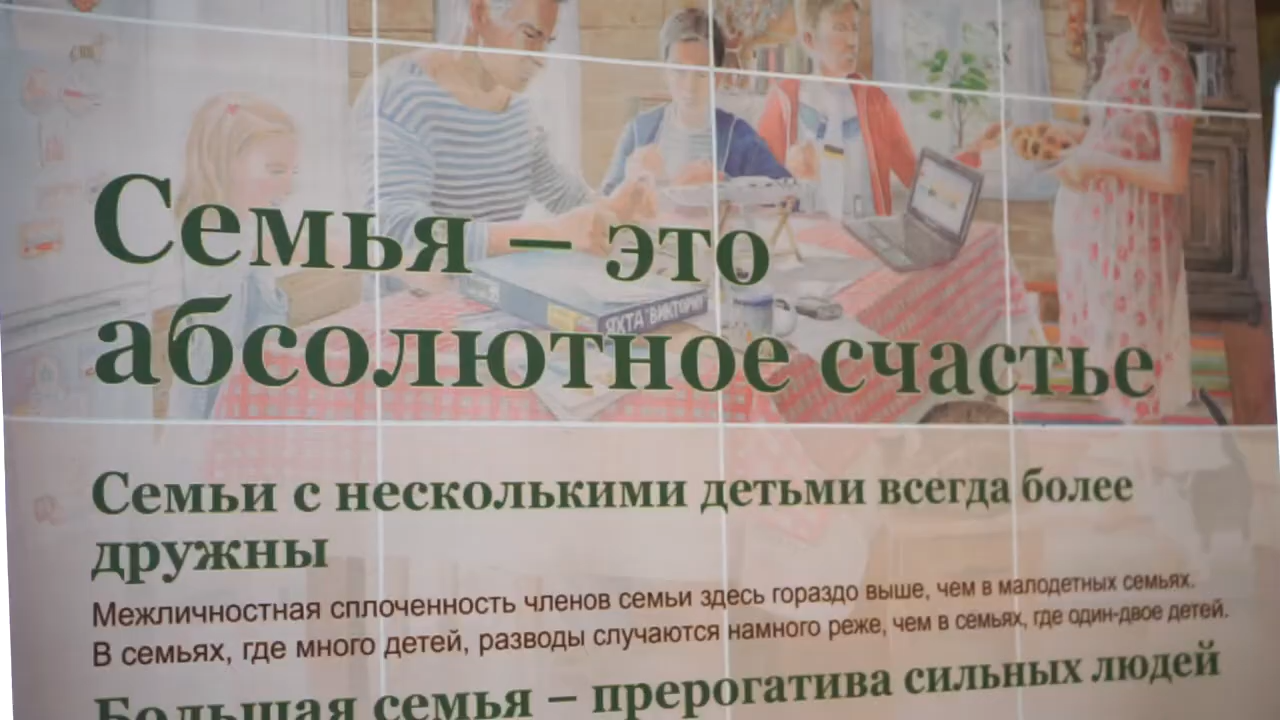 Семья – это
абсолютное счастье
ЯХТА "ВИКТОРИЯ"
Семьи с несколькими детьми всегда более
дружны
Межличностная сплоченность членов семьи здесь гораздо выше, чем в малодетных семьях.
В семьях, где много детей, разводы случаются намного реже, чем в семьях, где один-двое детей.
Большая семья – прерогатива сильных людей